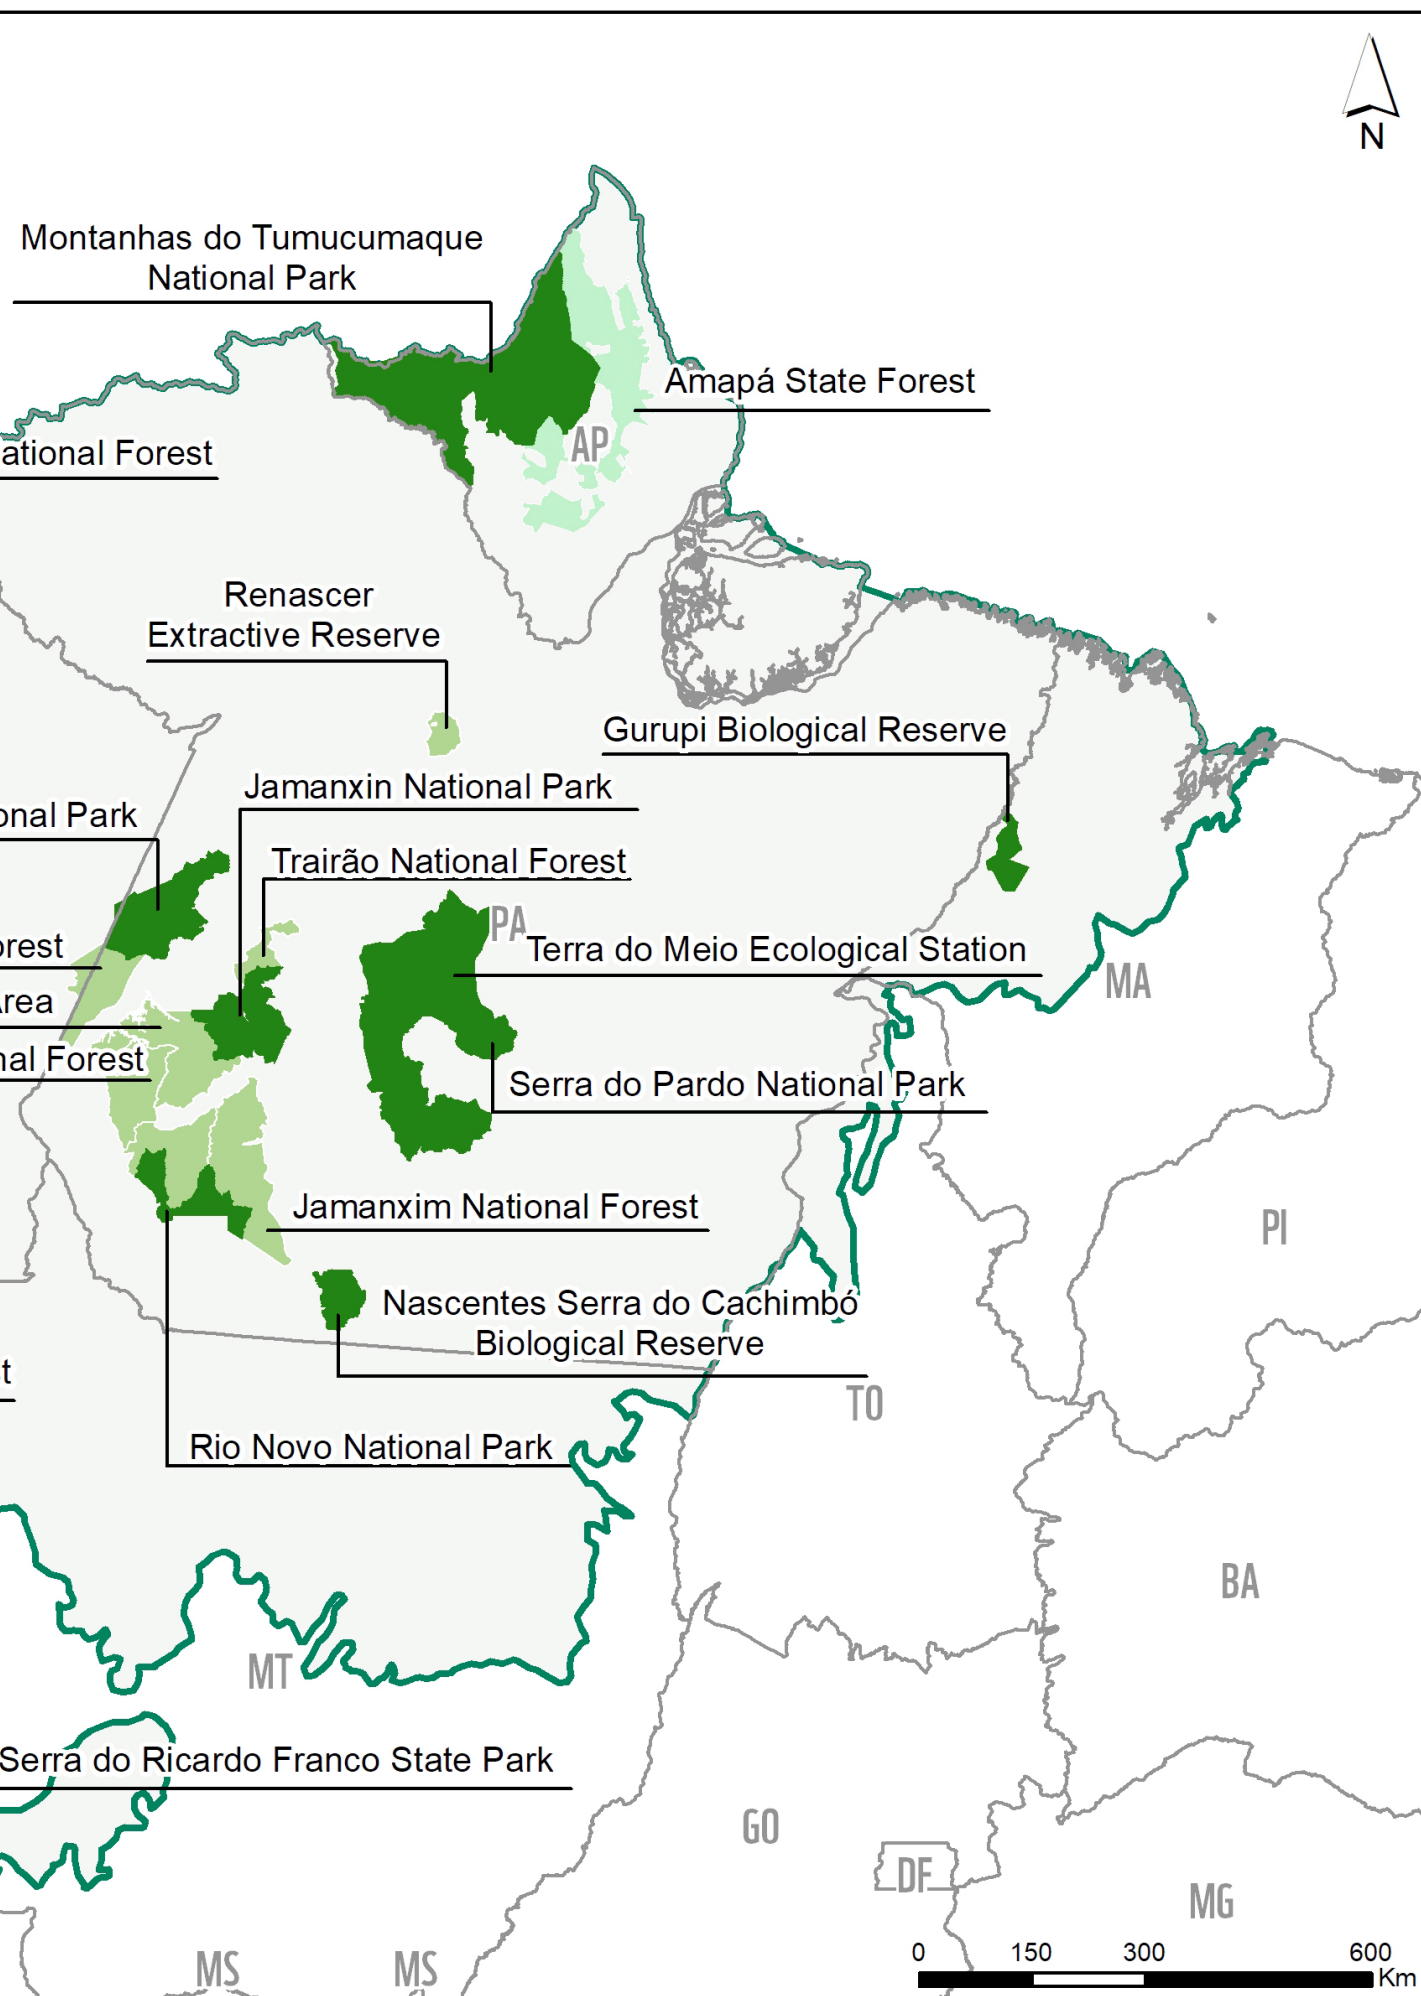 N
Montanhas do Tumucumaque
National Park
Amapá State Forest
AP
ational Forest
Renascer
Extractive Reserve
Gurupi Biological Reserve
Jamanxin National Park
onal Park
Trairão National Forest
PA
orest
Terra do Meio Ecological Station
MA
Area
nal Forest
Serra do Pardo National Park
Jamanxim National Forest
PI
Nascentes Serra do Cachimbó
Biological Reserve
t
TO
Rio Novo National Park
BA
MT
Serra do Ricardo Franco State Park
GO
DF
MG
MS
MS
0 150 300 600
Km